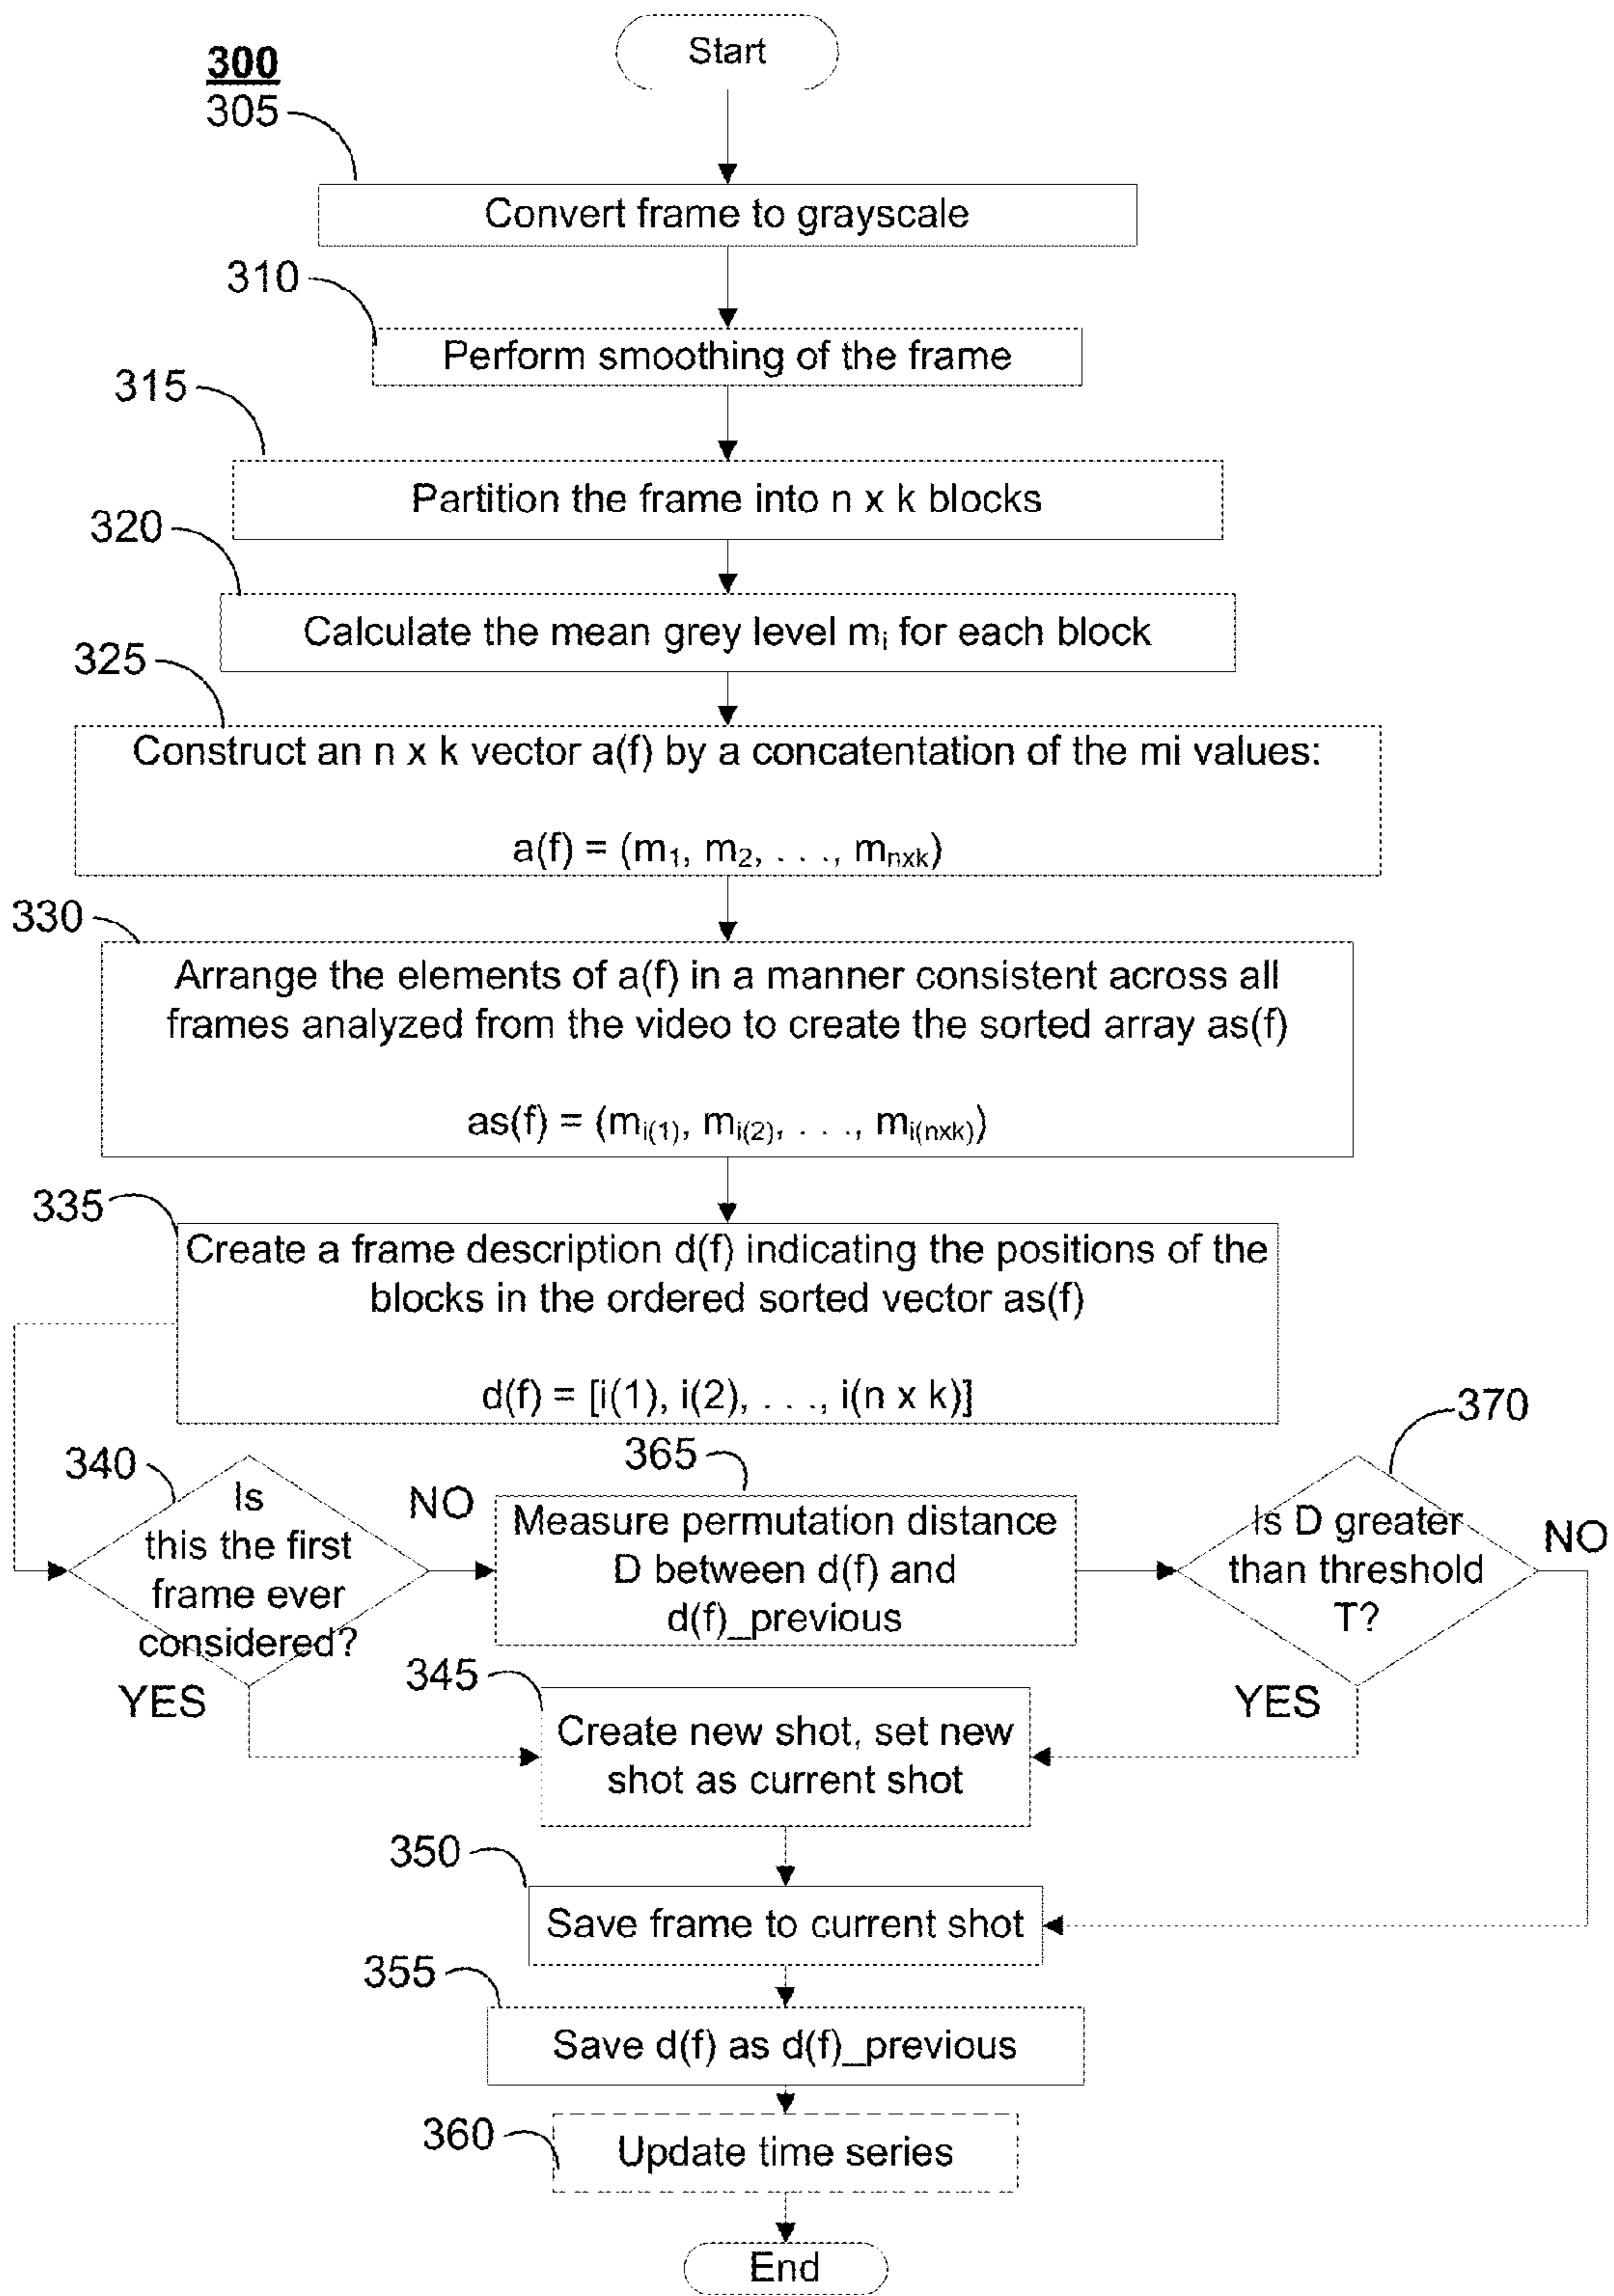 Start
300
305
Convert frame to grayscale
310
Perform smoothing of the frame
315
Partition the frame into n x k blocks
320
Calculate the mean grey level mᵢ for each block
325
Construct an n x k vector a(f) by a concatentation of the mi values:
a(f) = (m₁, m₂, . . ., mₙₓₖ)
330
Arrange the elements of a(f) in a manner consistent across all
frames analyzed from the video to create the sorted array as(f)
as(f) = (m_i(1), m_i(2), . . ., m_i(nxk))
335
Create a frame description d(f) indicating the positions of the
blocks in the ordered sorted vector as(f)
d(f) = [i(1), i(2), . . ., i(n x k)]
340
Is
this the first
frame ever
considered?
NO
YES
365
Measure permutation distance
D between d(f) and
d(f)_previous
370
Is D greater
than threshold
T?
NO
YES
345
Create new shot, set new
shot as current shot
350
Save frame to current shot
355
Save d(f) as d(f)_previous
360
Update time series
End